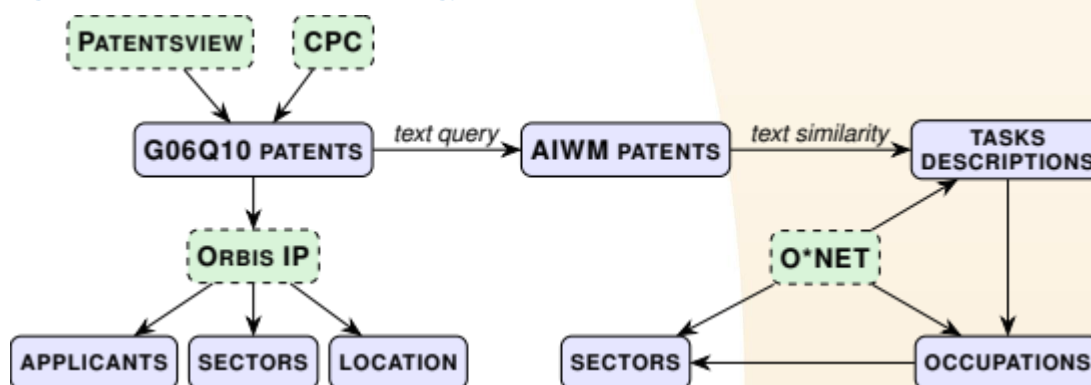 PATENTSVIEW
CPC
G06Q10 PATENTS
text query
AIWM PATENTS
text similarity
TASKS
DESCRIPTIONS
ORBIS IP
O*NET
APPLICANTS
SECTORS
LOCATION
SECTORS
OCCUPATIONS